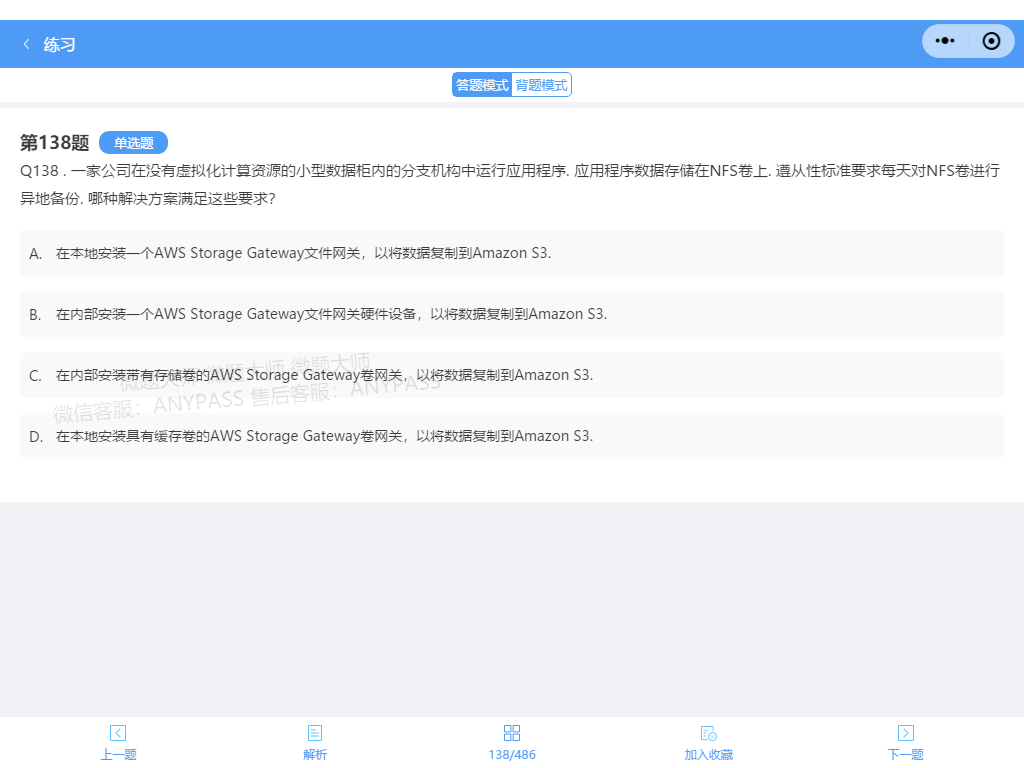 练习
答题模式 背题模式
第138题 单选题
Q138 . 一家公司在没有虚拟化计算资源的小型数据柜内的分支机构中运行应用程序. 应用程序数据存储在NFS卷上. 遵从性标准要求每天对NFS卷进行
异地备份. 哪种解决方案满足这些要求?
A. 在本地安装一个AWS Storage Gateway文件网关，以将数据复制到Amazon S3.
B. 在内部安装一个AWS Storage Gateway文件网关硬件设备，以将数据复制到Amazon S3.
微题大师 微题大师 微题大师
C. 在内部安装带有存储卷的AWS Storage Gateway卷网关，以将数据复制到Amazon S3.
微信客服：ANYPASS 售后客服：ANYPASS
D. 在本地安装具有缓存卷的AWS Storage Gateway卷网关，以将数据复制到Amazon S3.
上一题 解析 138/486 加入收藏 下一题